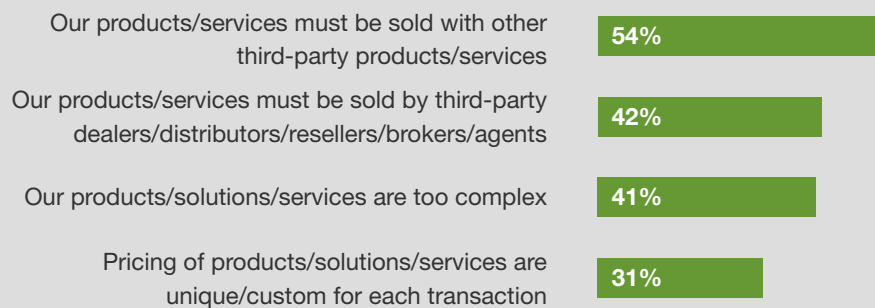 Our products/services must be sold with other
third-party products/services
54%
Our products/services must be sold by third-party
dealers/distributors/resellers/brokers/agents
42%
Our products/solutions/services are too complex
41%
Pricing of products/solutions/services are
unique/custom for each transaction
31%